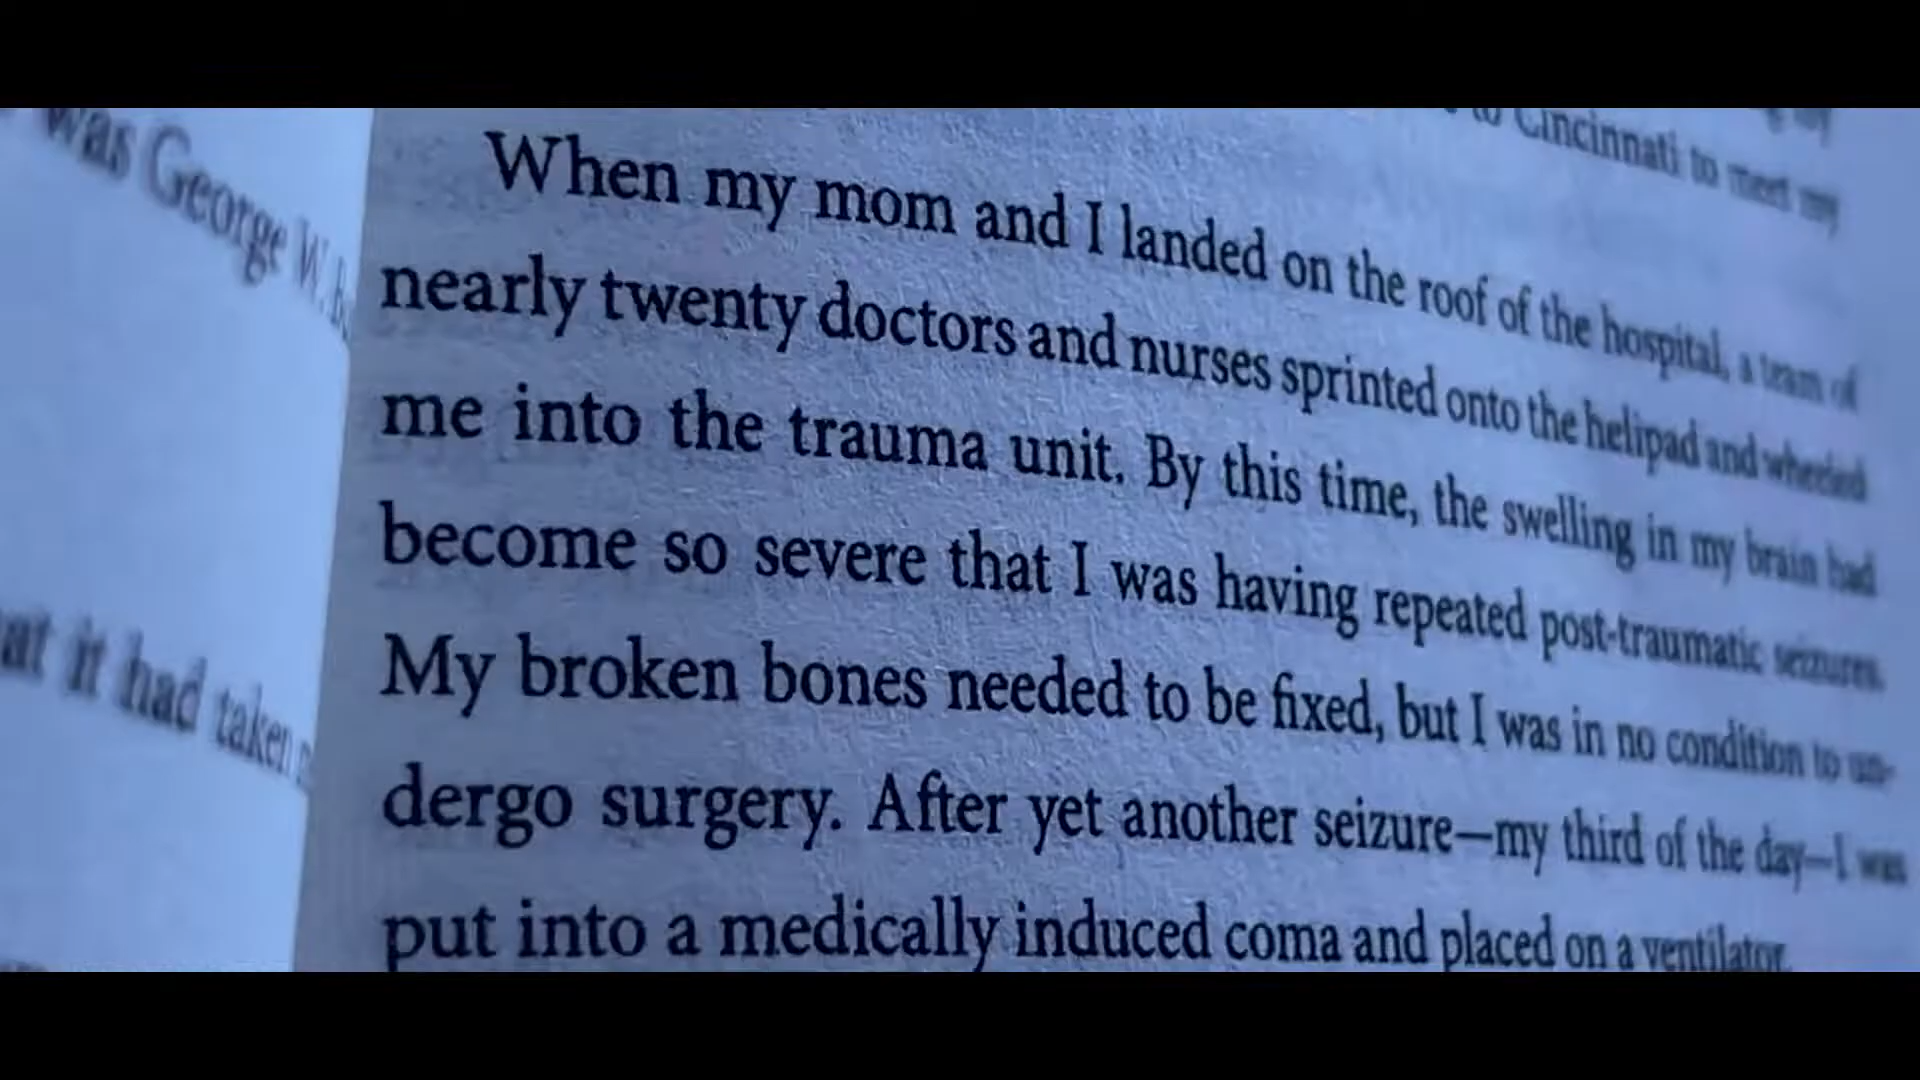 was George W.
at it had taken
to Cincinnati to meet my
When my mom and I landed on the roof of the hospital, a team of
nearly twenty doctors and nurses sprinted onto the helipad and wheeled
me into the trauma unit. By this time, the swelling in my brain had
become so severe that I was having repeated post-traumatic seizures.
My broken bones needed to be fixed, but I was in no condition to un-
dergo surgery. After yet another seizure—my third of the day—I was
put into a medically induced coma and placed on a ventilator.